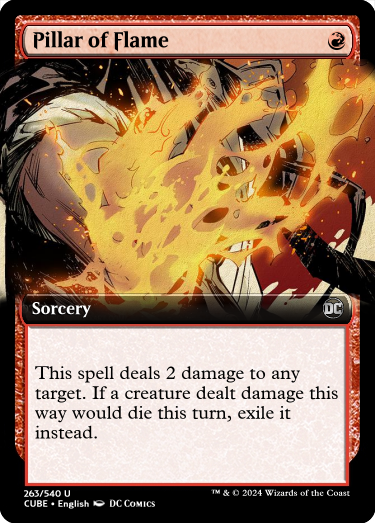 Pillar of Flame
Sorcery
DC
This spell deals 2 damage to any
target. If a creature dealt damage this
way would die this turn, exile it
instead.
263/540 U
CUBE • English DC COMICS
™ & © 2024 Wizards of the Coast